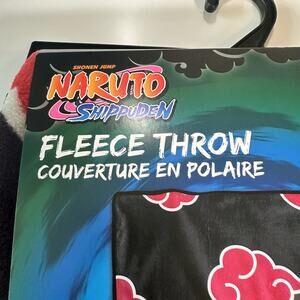 SHONEN JUMP
NARUTO
SHIPPUDEN
FLEECE THROW
COUVERTURE EN POLAIRE